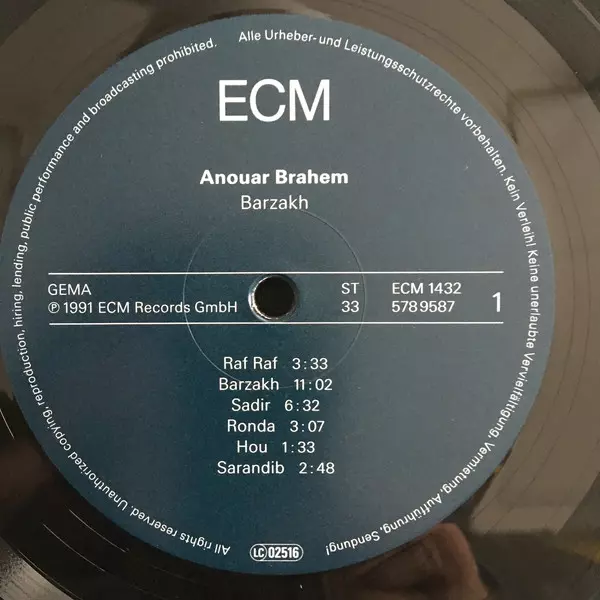 ECM
Anouar Brahem
Barzakh
GEMA ST ECM 1432
℗ 1991 ECM Records GmbH 33 578 9587 1
Raf Raf 3:33
Barzakh 11:02
Sadir 6:32
Ronda 3:07
Hou 1:33
Sarandib 2:48
LC 02516
All rights reserved. Unauthorized copying, reproduction, hiring, lending, public performance and broadcasting prohibited.
Alle Urheber- und Leistungsschutzrechte vorbehalten. Kein Verleih! Keine unerlaubte Vervielfältigung, Vermietung, Aufführung, Sendung!